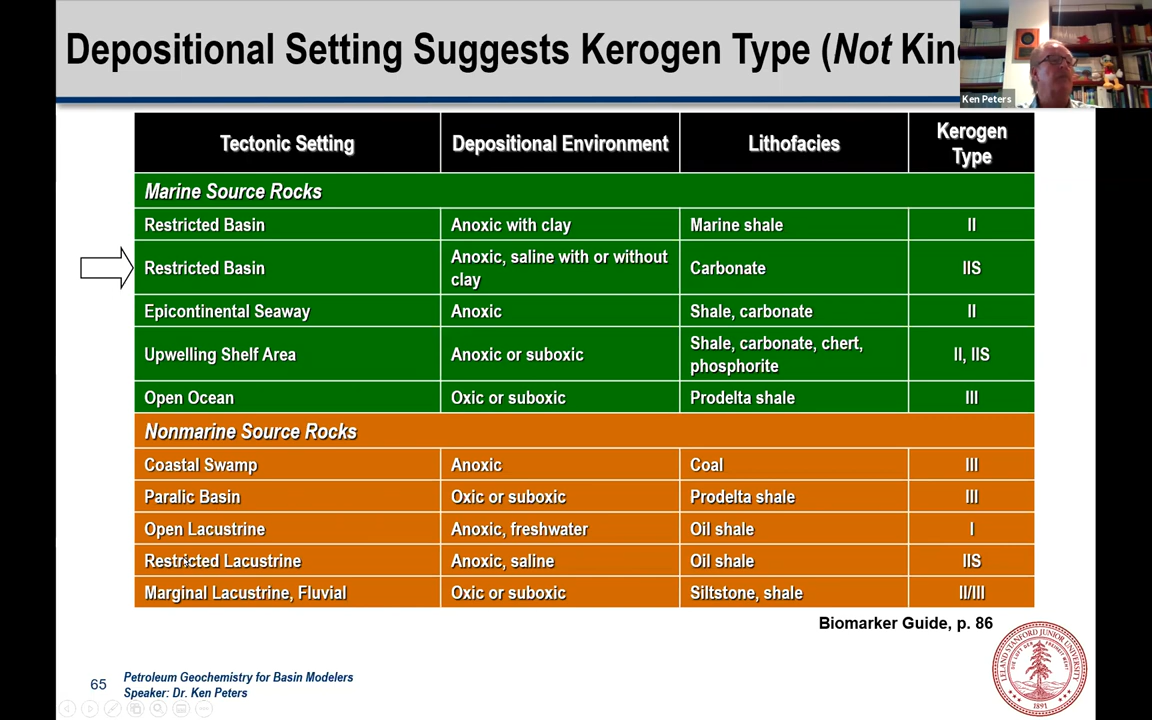 Depositional Setting Suggests Kerogen Type (Not Kin
Ken Peters
Tectonic Setting Depositional Environment Lithofacies Kerogen Type
Marine Source Rocks
Restricted Basin Anoxic with clay Marine shale II
Restricted Basin Anoxic, saline with or without clay Carbonate IIS
Epicontinental Seaway Anoxic Shale, carbonate II
Upwelling Shelf Area Anoxic or suboxic Shale, carbonate, chert, phosphorite II, IIS
Open Ocean Oxic or suboxic Prodelta shale III
Nonmarine Source Rocks
Coastal Swamp Anoxic Coal III
Paralic Basin Oxic or suboxic Prodelta shale III
Open Lacustrine Anoxic, freshwater Oil shale I
Restricted Lacustrine Anoxic, saline Oil shale IIS
Marginal Lacustrine, Fluvial Oxic or suboxic Siltstone, shale II/III
Biomarker Guide, p. 86
65
Petroleum Geochemistry for Basin Modelers
Speaker: Dr. Ken Peters
LELAND STANFORD JUNIOR UNIVERSITY
1891